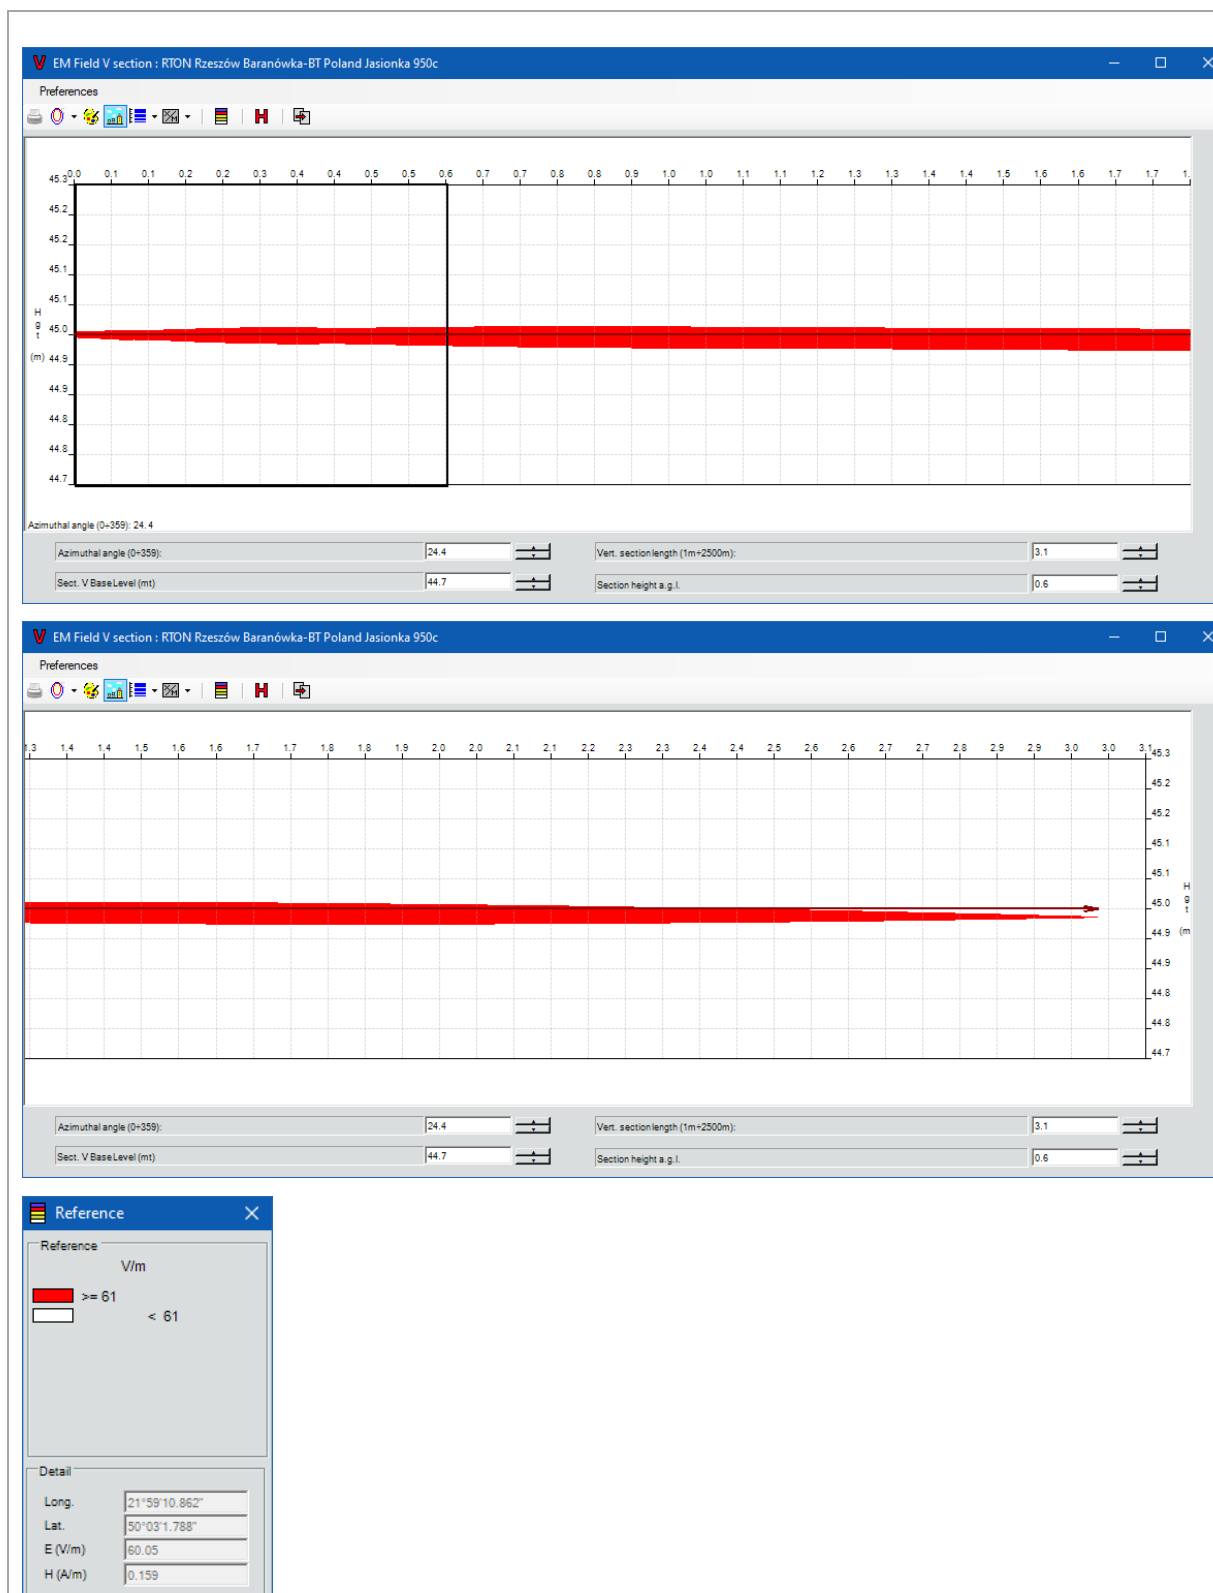 EM Field V section : RTON Rzeszów Baranówka-BT Poland Jasionka 950c
Preferences
0.0 0.1 0.1 0.2 0.2 0.3 0.4 0.4 0.5 0.5 0.6 0.7 0.7 0.8 0.8 0.9 1.0 1.0 1.1 1.1 1.2 1.3 1.3 1.4 1.4 1.5 1.6 1.6 1.7 1.7 1.
45.3
45.2
45.2
45.1
45.1
45.0
44.9
44.9
44.8
44.8
44.7
Hgt (m)
Azimuthal angle (0÷359): 24.4
Azimuthal angle (0÷359): 24.4 Vert. section length (1m÷2500m): 3.1
Sect. V Base Level (mt) 44.7 Section height a.g.l. 0.6
EM Field V section : RTON Rzeszów Baranówka-BT Poland Jasionka 950c
Preferences
1.3 1.4 1.4 1.5 1.6 1.6 1.7 1.7 1.8 1.8 1.9 2.0 2.0 2.1 2.1 2.2 2.3 2.3 2.4 2.4 2.5 2.6 2.6 2.7 2.7 2.8 2.9 2.9 3.0 3.0 3.1
45.3
45.2
45.2
45.1
45.1
45.0
44.9
44.9
44.8
44.8
44.7
Hgt (m
Azimuthal angle (0÷359): 24.4 Vert. section length (1m÷2500m): 3.1
Sect. V Base Level (mt) 44.7 Section height a.g.l. 0.6
Reference
Reference
V/m
>= 61
< 61
Detail
Long. 21°59'10.862"
Lat. 50°03'1.788"
E (V/m) 60.05
H (A/m) 0.159